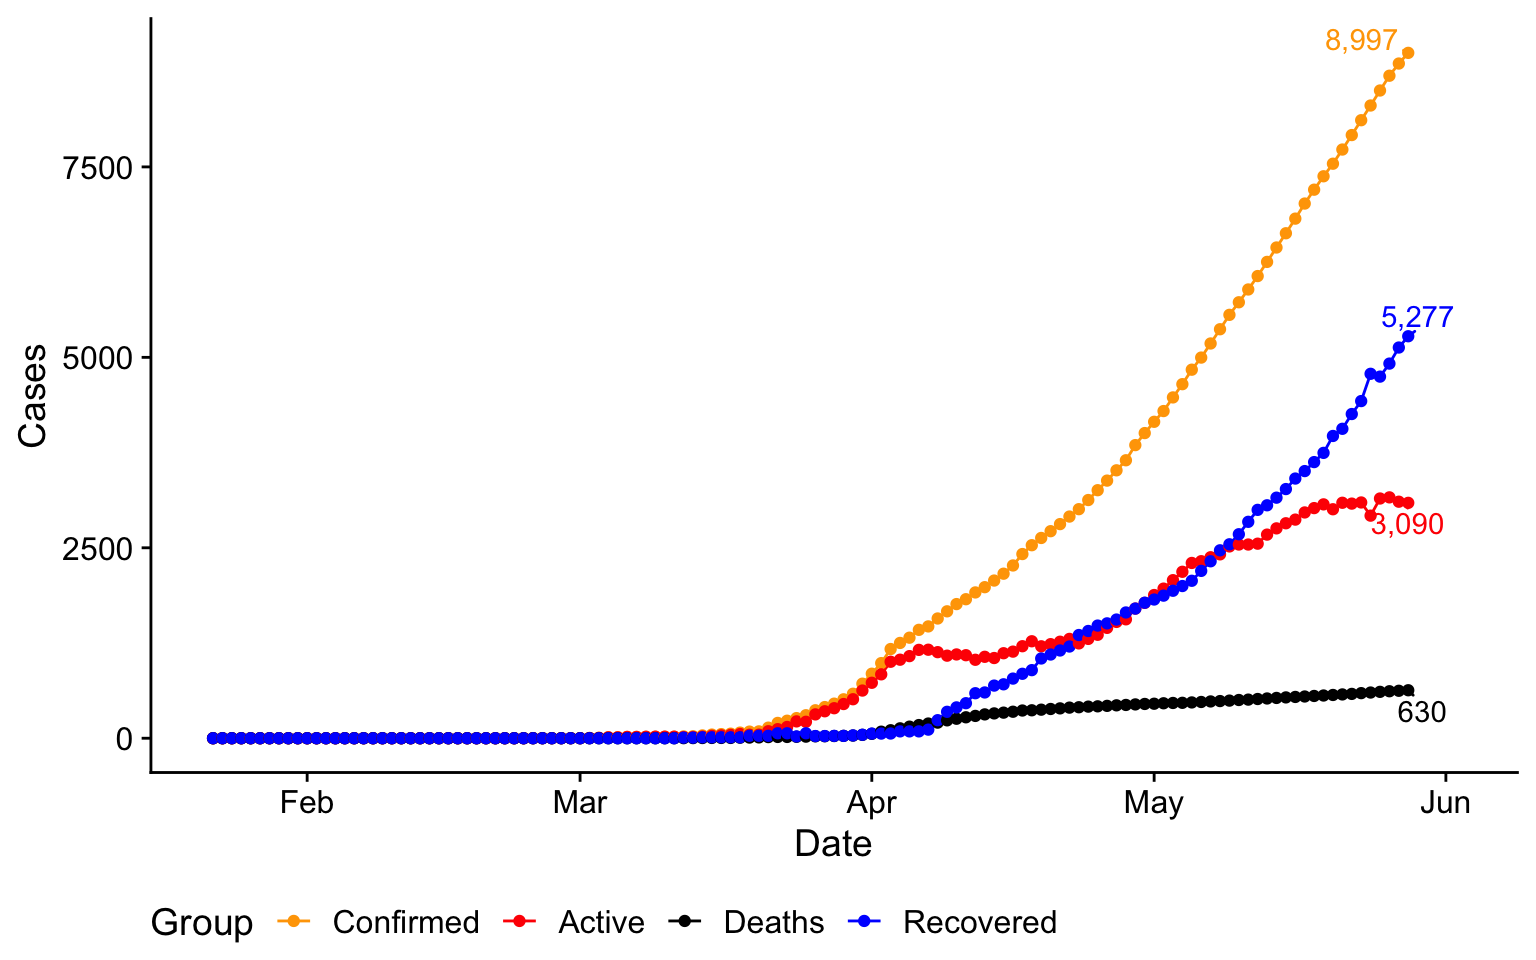 8,997
7500
5,277
5000
Cases
3,090
2500
630
0
Feb Mar Apr May Jun
Date
Group Confirmed Active Deaths Recovered